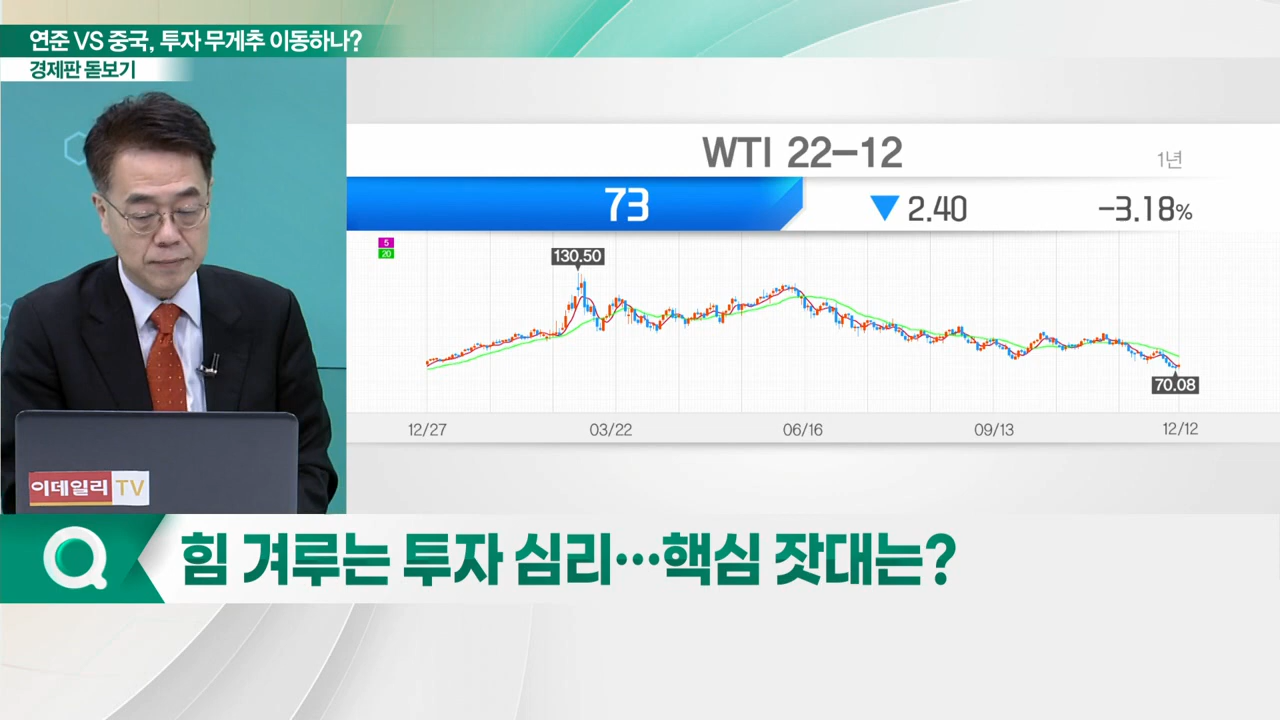 연준 VS 중국, 투자 무게추 이동하나?
경제판 돋보기
WTI 22-12
1년
73
▼ 2.40
-3.18%
5
20
130.50
70.08
12/27 03/22 06/16 09/13 12/12
이데일리 TV
Q 힘 겨루는 투자 심리…핵심 잣대는?